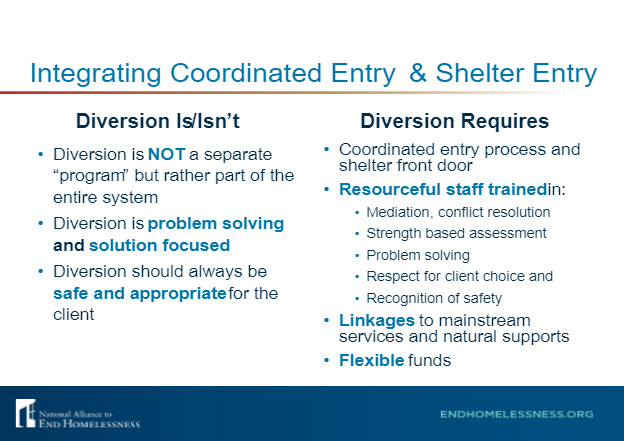 Integrating Coordinated Entry & Shelter Entry
Diversion Is/Isn't
• Diversion is NOT a separate
“program” but rather part of the
entire system
• Diversion is problem solving
and solution focused
• Diversion should always be
safe and appropriate for the
client
Diversion Requires
• Coordinated entry process and
shelter front door
• Resourceful staff trained in:
• Mediation, conflict resolution
• Strength based assessment
• Problem solving
• Respect for client choice and
• Recognition of safety
• Linkages to mainstream
services and natural supports
• Flexible funds
National Alliance to
END HOMELESSNESS
ENDHOMELESSNESS.ORG